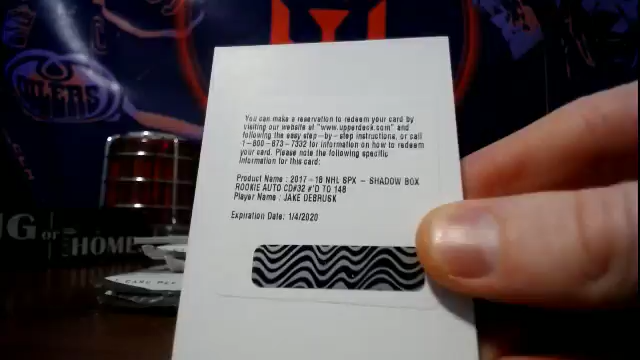 OILERS
You can make a reservation to redeem your card by
visiting our website at "www.upperdeck.com" and
following the easy step-by-step instructions, or call
1-800-873-7332 for information on how to redeem
your card. Please note the following specific
information for this card:
Product Name : 2017-18 NHL SPX - SHADOW BOX
ROOKIE AUTO CD#32 #'D TO 148
Player Name : JAKE DEBRUSK
Expiration Date: 1/4/2020
G or HOME